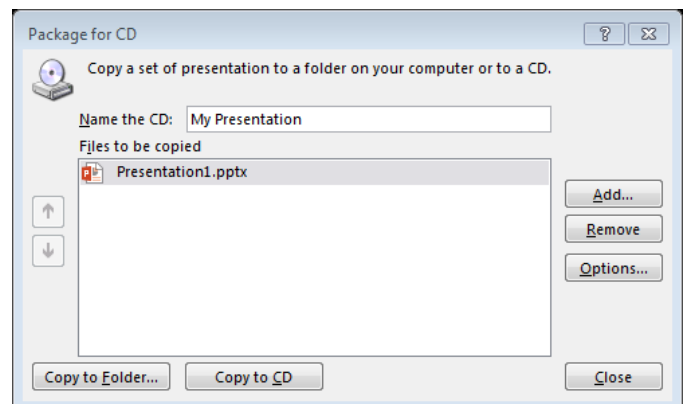 Package for CD
Copy a set of presentation to a folder on your computer or to a CD.
Name the CD: My Presentation
Files to be copied
Presentation1.pptx
Add...
Remove
Options...
Copy to Folder... Copy to CD Close